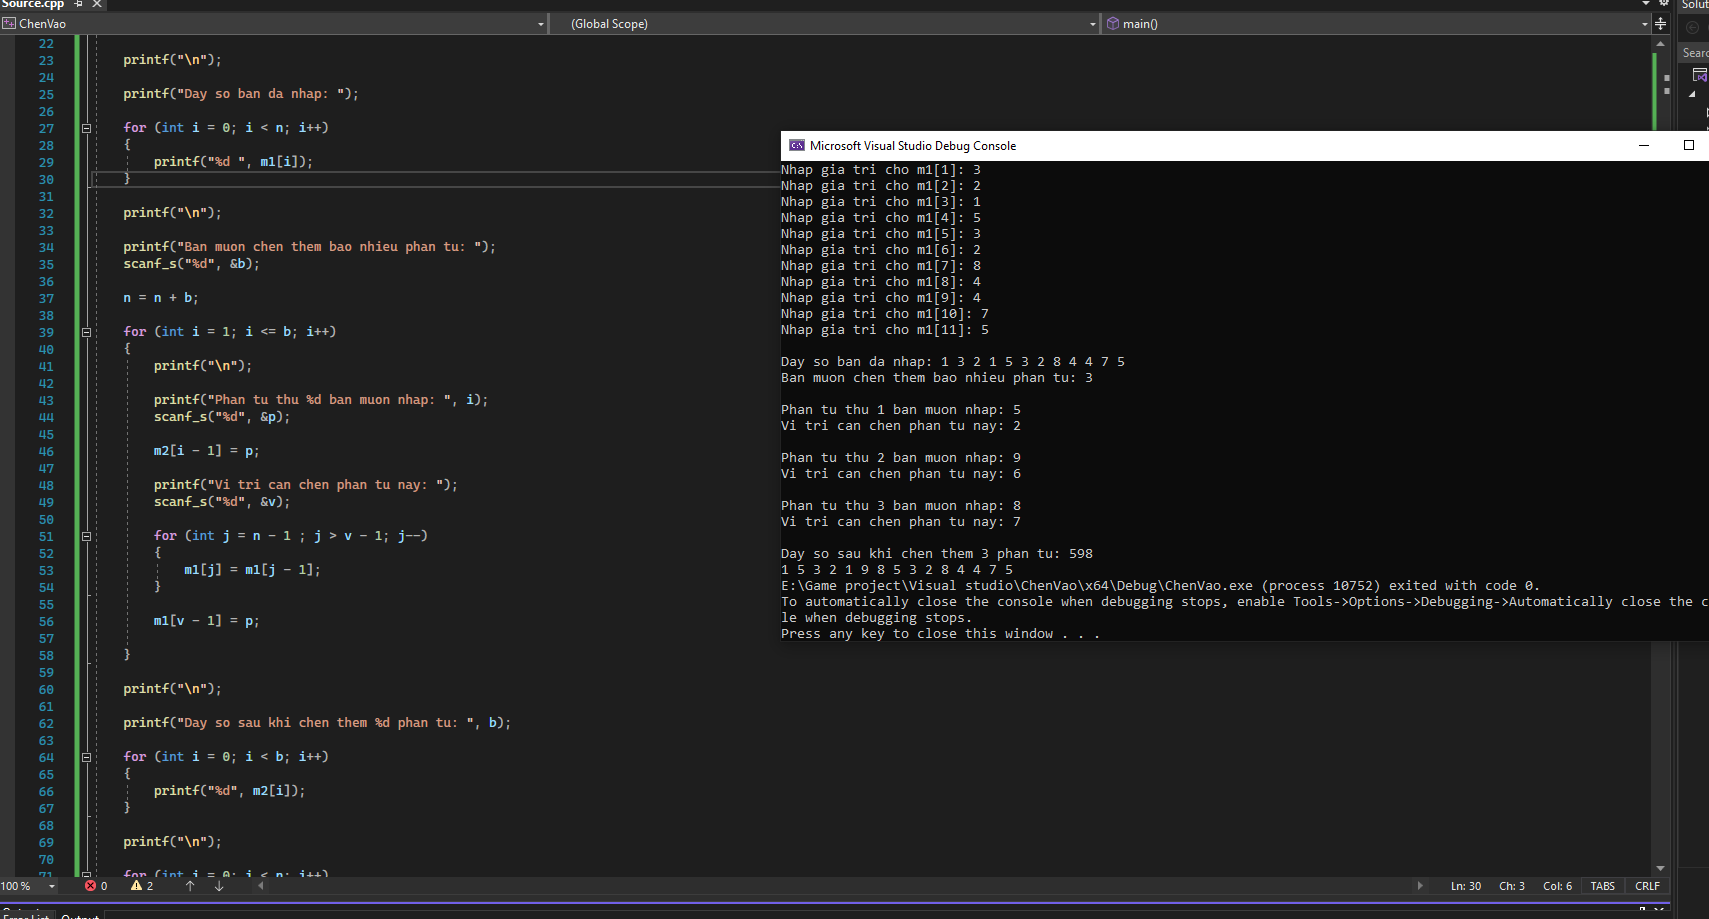 Source.cpp
ChenVao
(Global Scope)
main()
Solut
Searc
22
23 printf("\n");
24
25 printf("Day so ban da nhap: ");
26
27 for (int i = 0; i < n; i++)
28 {
29 printf("%d ", m1[i]);
30 }
31
32 printf("\n");
33
34 printf("Ban muon chen them bao nhieu phan tu: ");
35 scanf_s("%d", &b);
36
37 n = n + b;
38
39 for (int i = 1; i <= b; i++)
40 {
41 printf("\n");
42
43 printf("Phan tu thu %d ban muon nhap: ", i);
44 scanf_s("%d", &p);
45
46 m2[i - 1] = p;
47
48 printf("Vi tri can chen phan tu nay: ");
49 scanf_s("%d", &v);
50
51 for (int j = n - 1 ; j > v - 1; j--)
52 {
53 m1[j] = m1[j - 1];
54 }
55
56 m1[v - 1] = p;
57
58 }
59
60 printf("\n");
61
62 printf("Day so sau khi chen them %d phan tu: ", b);
63
64 for (int i = 0; i < b; i++)
65 {
66 printf("%d", m2[i]);
67 }
68
69 printf("\n");
70
71 for (int i = 0; i < n; i++)
Microsoft Visual Studio Debug Console
Nhap gia tri cho m1[1]: 3
Nhap gia tri cho m1[2]: 2
Nhap gia tri cho m1[3]: 1
Nhap gia tri cho m1[4]: 5
Nhap gia tri cho m1[5]: 3
Nhap gia tri cho m1[6]: 2
Nhap gia tri cho m1[7]: 8
Nhap gia tri cho m1[8]: 4
Nhap gia tri cho m1[9]: 4
Nhap gia tri cho m1[10]: 7
Nhap gia tri cho m1[11]: 5
Day so ban da nhap: 1 3 2 1 5 3 2 8 4 4 7 5
Ban muon chen them bao nhieu phan tu: 3
Phan tu thu 1 ban muon nhap: 5
Vi tri can chen phan tu nay: 2
Phan tu thu 2 ban muon nhap: 9
Vi tri can chen phan tu nay: 6
Phan tu thu 3 ban muon nhap: 8
Vi tri can chen phan tu nay: 7
Day so sau khi chen them 3 phan tu: 598
1 5 3 2 1 9 8 5 3 2 8 4 4 7 5
E:\Game project\Visual studio\ChenVao\x64\Debug\ChenVao.exe (process 10752) exited with code 0.
To automatically close the console when debugging stops, enable Tools->Options->Debugging->Automatically close the c
le when debugging stops.
Press any key to close this window . . .
100 %
0
2
Ln: 30 Ch: 3 Col: 6 TABS CRLF
Error List Output